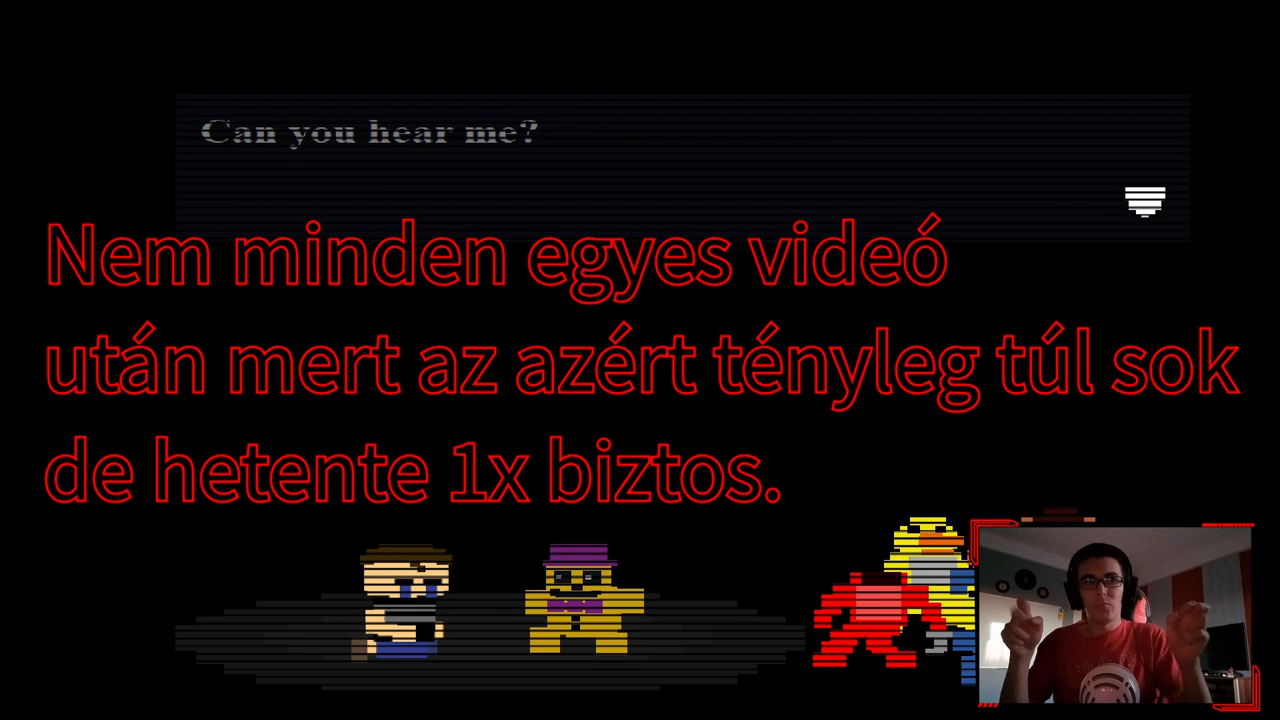 Can you hear me?
Nem minden egyes videó
után mert az azért tényleg túl sok
de hetente 1x biztos.